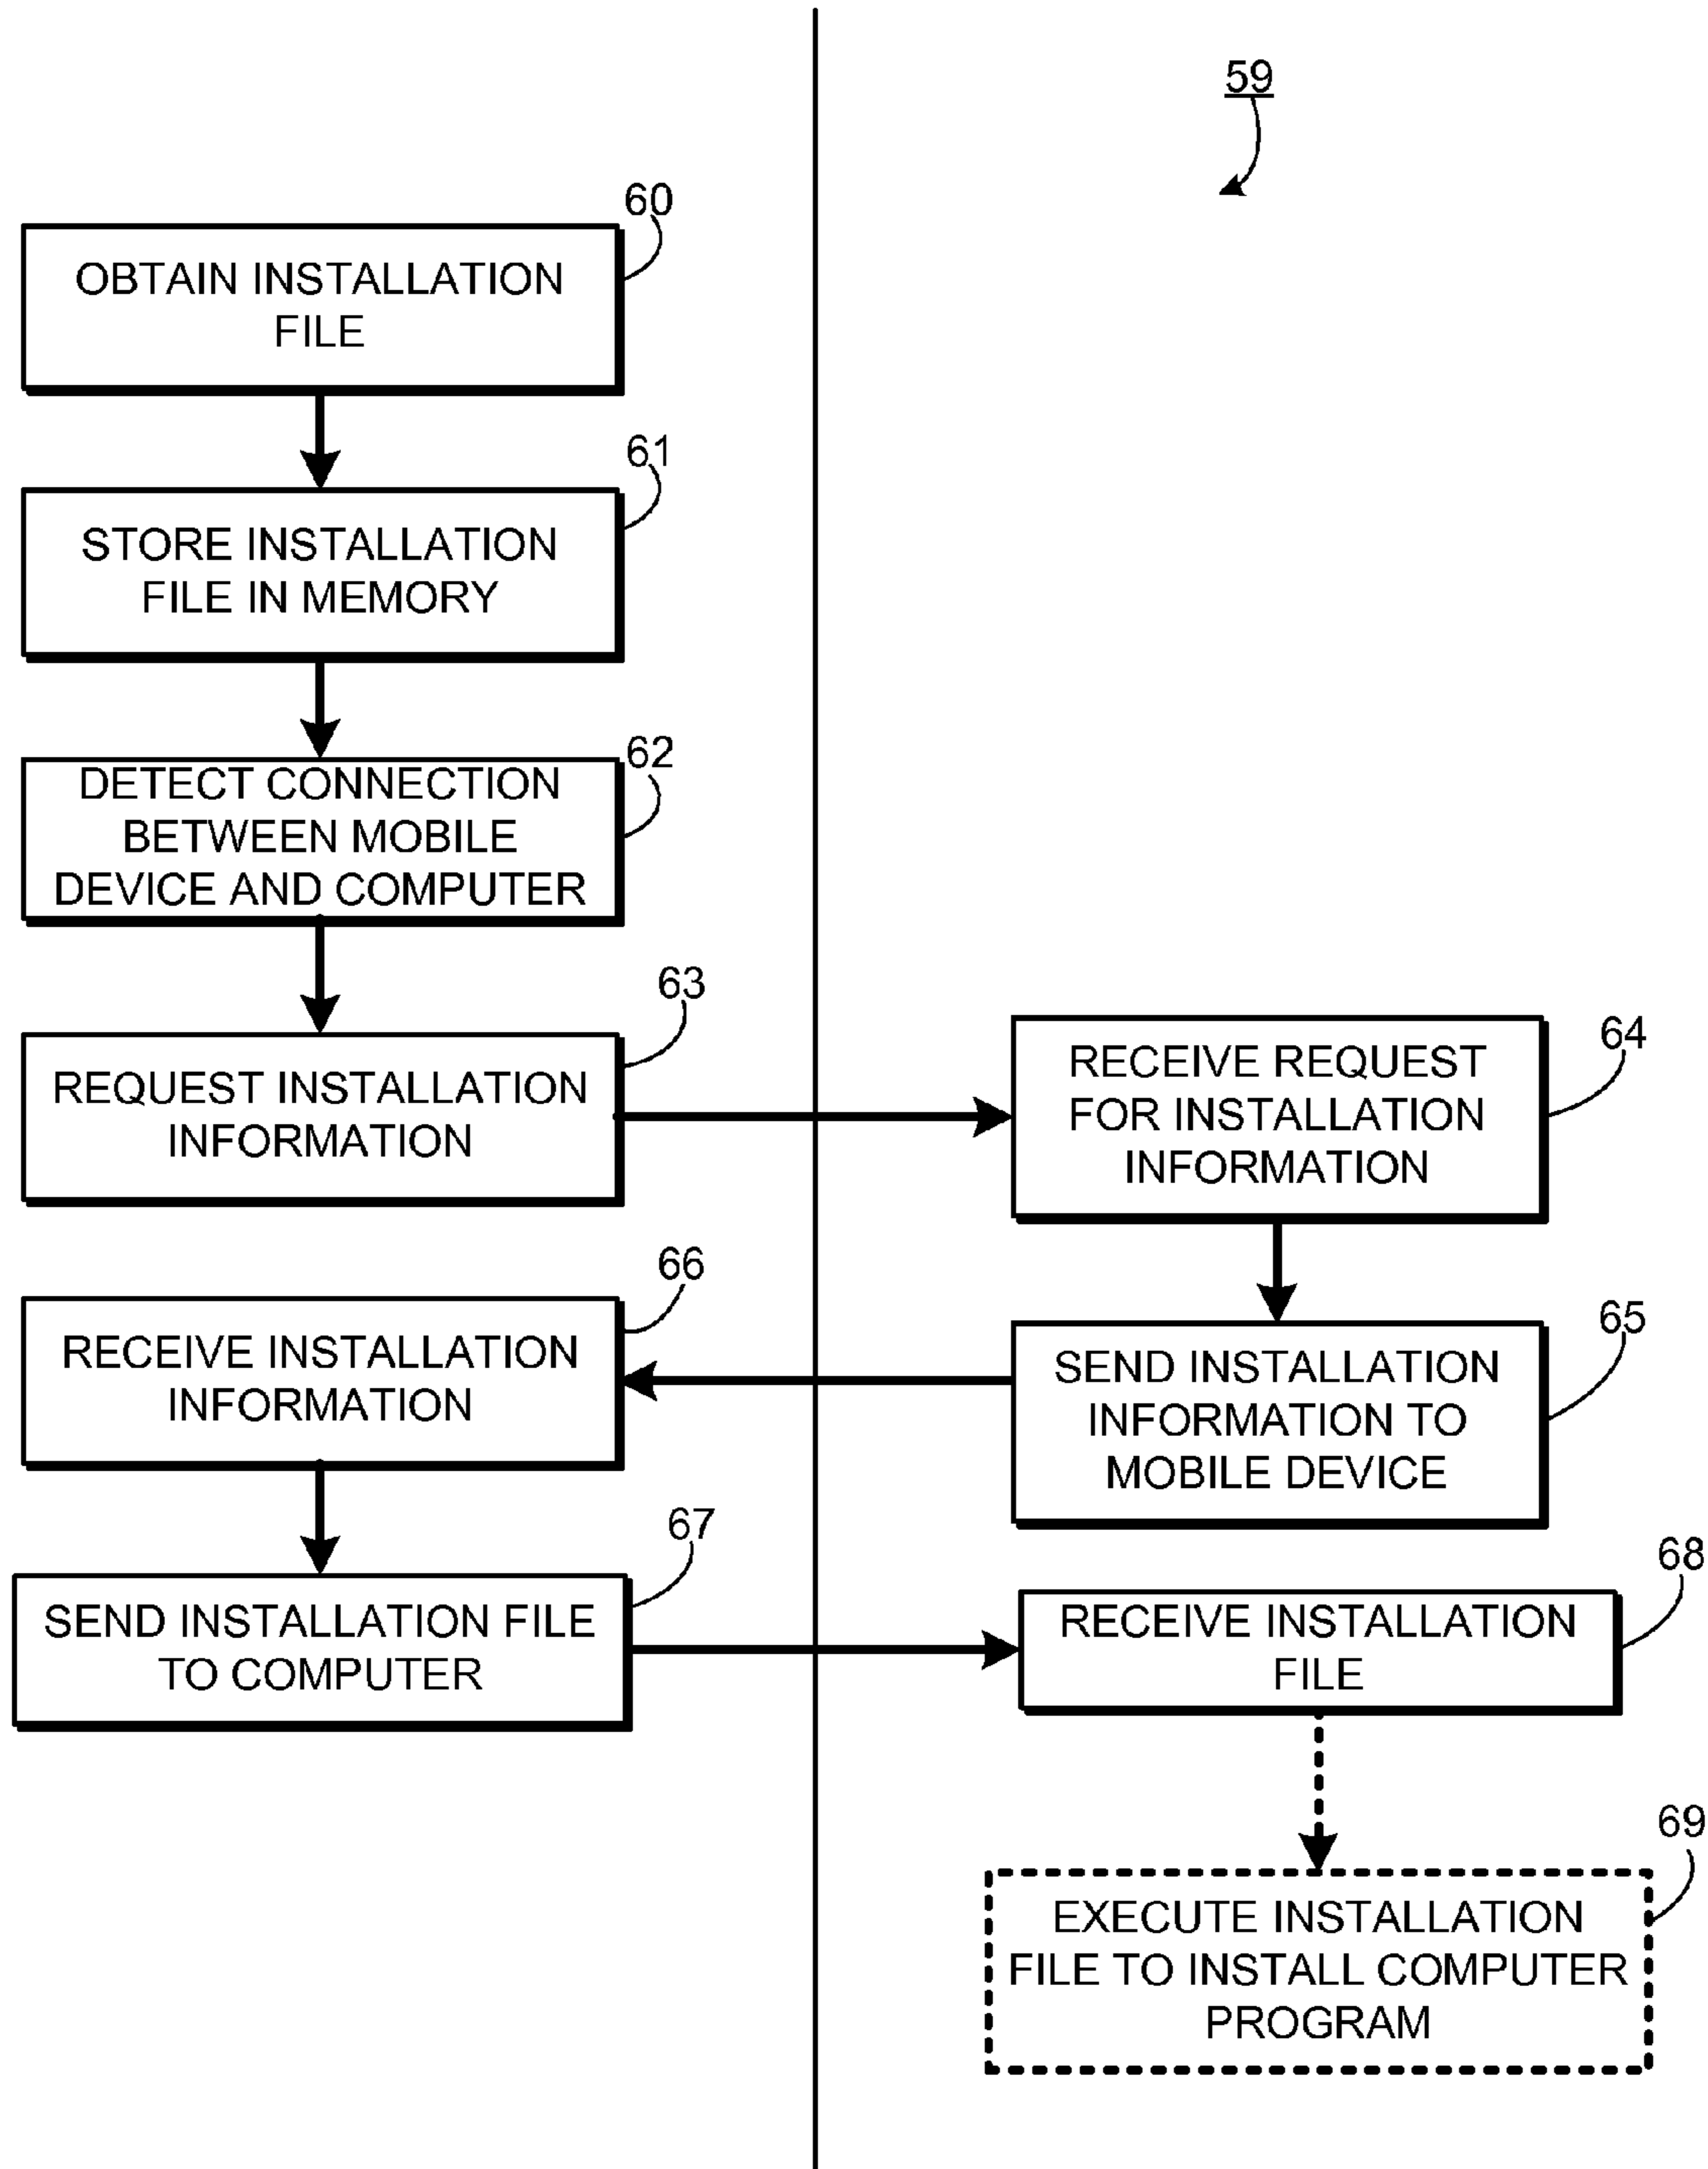 59
60
OBTAIN INSTALLATION
FILE
61
STORE INSTALLATION
FILE IN MEMORY
62
DETECT CONNECTION
BETWEEN MOBILE
DEVICE AND COMPUTER
63
REQUEST INSTALLATION
INFORMATION
64
RECEIVE REQUEST
FOR INSTALLATION
INFORMATION
65
SEND INSTALLATION
INFORMATION TO
MOBILE DEVICE
66
RECEIVE INSTALLATION
INFORMATION
67
SEND INSTALLATION FILE
TO COMPUTER
68
RECEIVE INSTALLATION
FILE
69
EXECUTE INSTALLATION
FILE TO INSTALL COMPUTER
PROGRAM